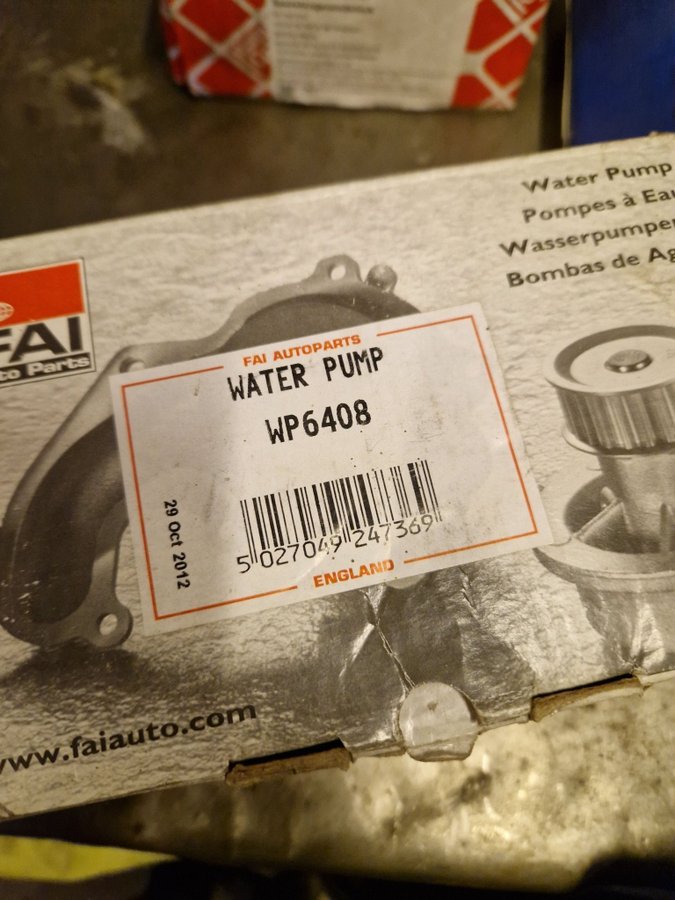 Water Pump
Pompes à Eau
Wasserpumpen
Bombas de Ag
FAI
to Parts
FAI AUTOPARTS
WATER PUMP
WP6408
29 Oct 2012
5 027049 247369
ENGLAND
www.faiauto.com